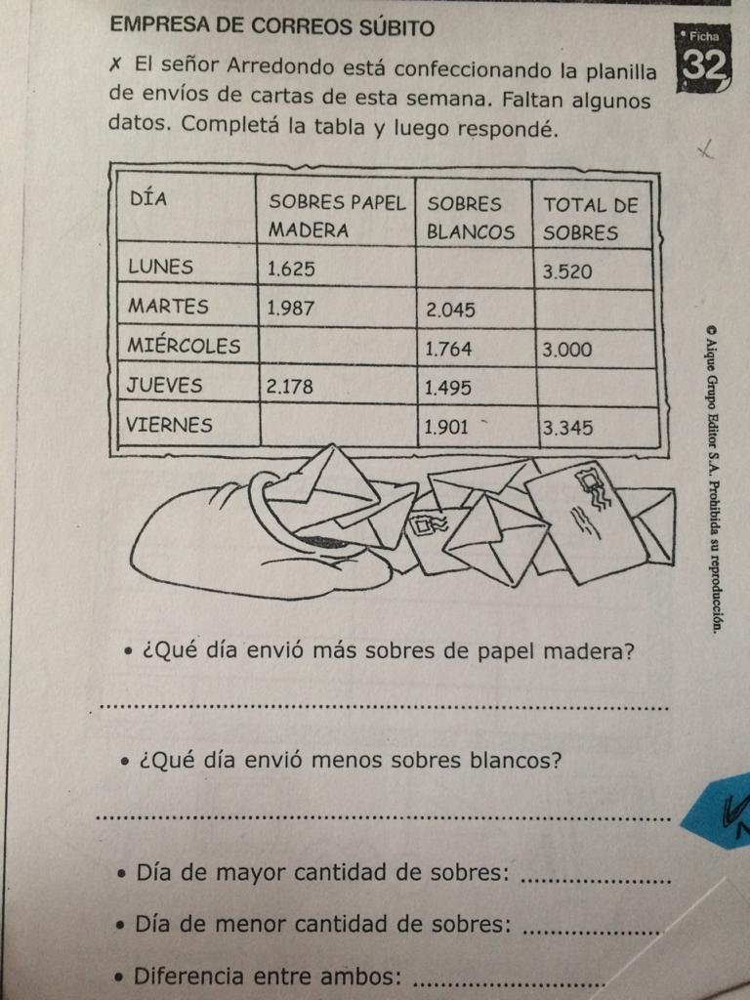 EMPRESA DE CORREOS SÚBITO
• Ficha
32
✗ El señor Arredondo está confeccionando la planilla
de envíos de cartas de esta semana. Faltan algunos
datos. Completá la tabla y luego respondé.
DÍA SOBRES PAPEL MADERA SOBRES BLANCOS TOTAL DE SOBRES
LUNES 1.625 3.520
MARTES 1.987 2.045
MIÉRCOLES 1.764 3.000
JUEVES 2.178 1.495
VIERNES 1.901 3.345
© Aique Grupo Editor S.A. Prohibida su reproducción.
• ¿Qué día envió más sobres de papel madera?
• ¿Qué día envió menos sobres blancos?
• Día de mayor cantidad de sobres: ......................
• Día de menor cantidad de sobres: ......................
• Diferencia entre ambos: ............................